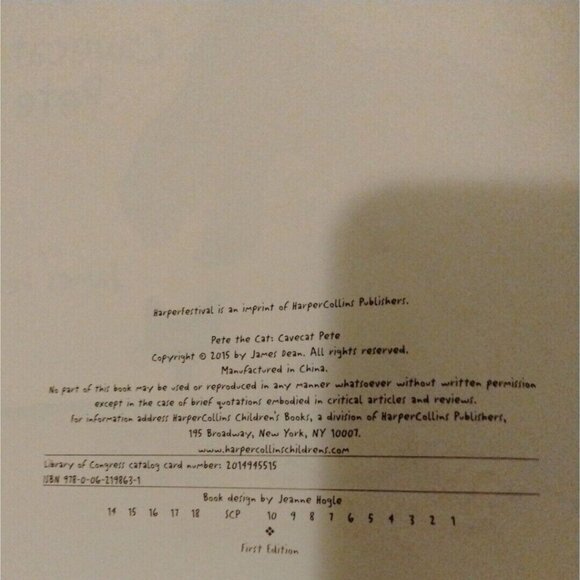 HarperFestival is an imprint of HarperCollins Publishers.
Pete the Cat: Cavecat Pete
Copyright © 2015 by James Dean. All rights reserved.
Manufactured in China.
No part of this book may be used or reproduced in any manner whatsoever without written permission
except in the case of brief quotations embodied in critical articles and reviews.
For information address HarperCollins Children's Books, a division of HarperCollins Publishers,
195 Broadway, New York, NY 10007.
www.harpercollinschildrens.com
Library of Congress catalog card number: 2014945515
ISBN 978-0-06-219863-1
Book design by Jeanne Hogle
14 15 16 17 18 SCP 10 9 8 7 6 5 4 3 2 1
❖
First Edition